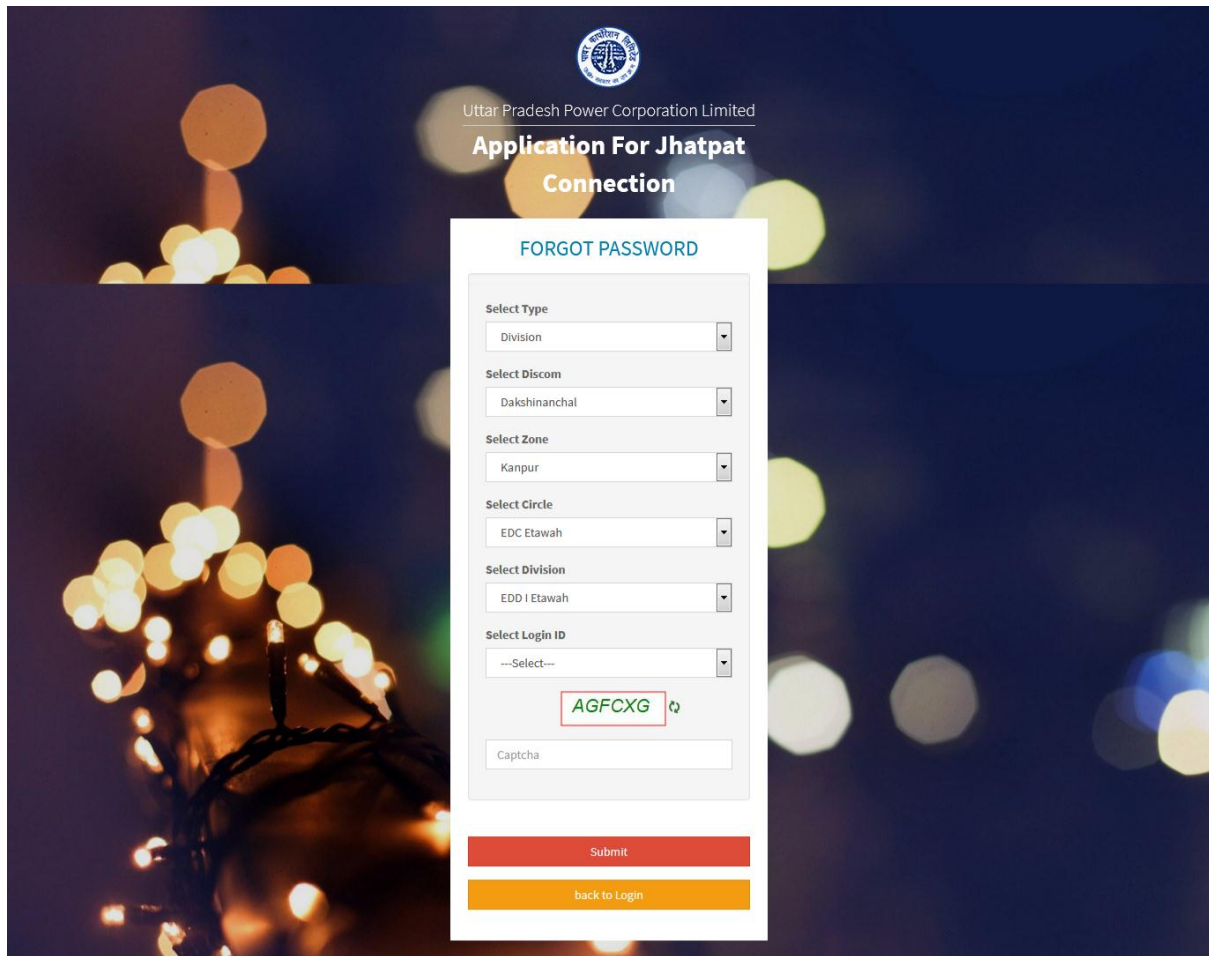 पावर कार्पोरेशन लिमिटेड
Uttar Pradesh Power Corporation Limited
Application For Jhatpat
Connection
FORGOT PASSWORD
Select Type
Division
Select Discom
Dakshinanchal
Select Zone
Kanpur
Select Circle
EDC Etawah
Select Division
EDD I Etawah
Select Login ID
---Select---
AGFCXG
Captcha
Submit
back to Login